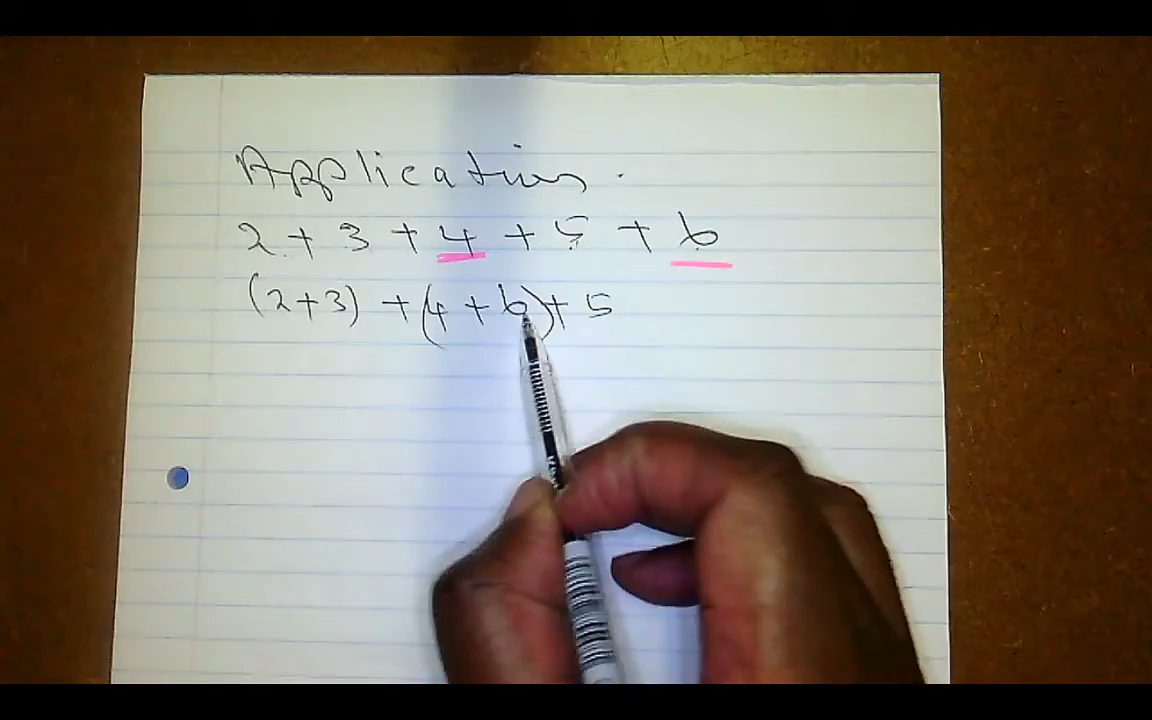 Application.
2 + 3 + 4 + 5 + 6
(2+3) + (4 + 6) + 5